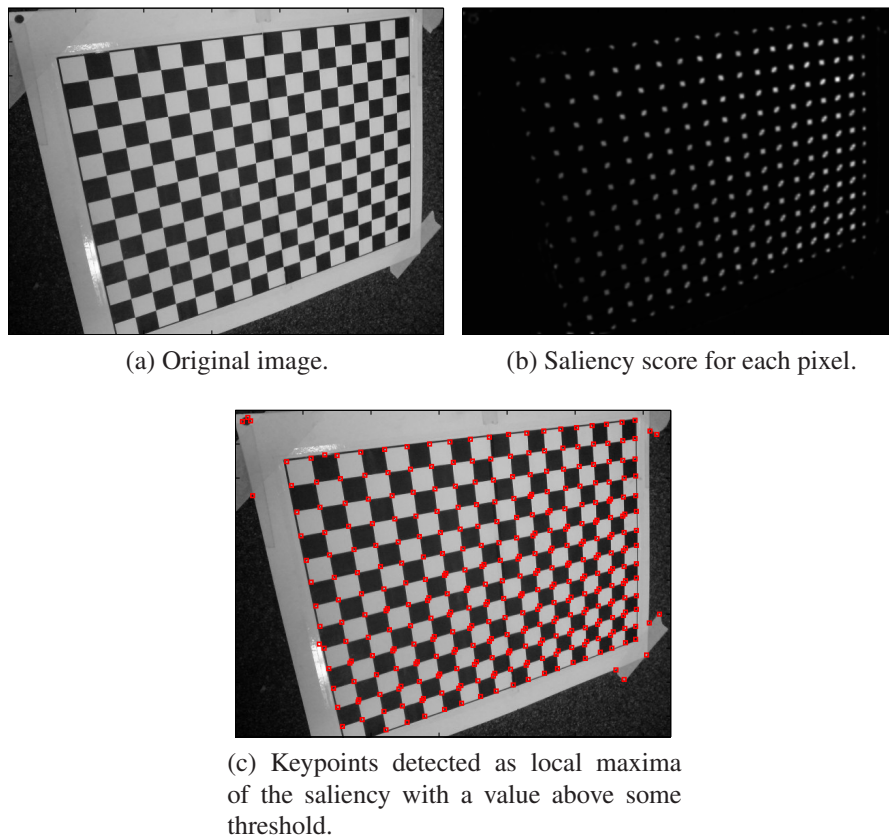 (a) Original image.
(b) Saliency score for each pixel.
(c) Keypoints detected as local maxima
of the saliency with a value above some
threshold.